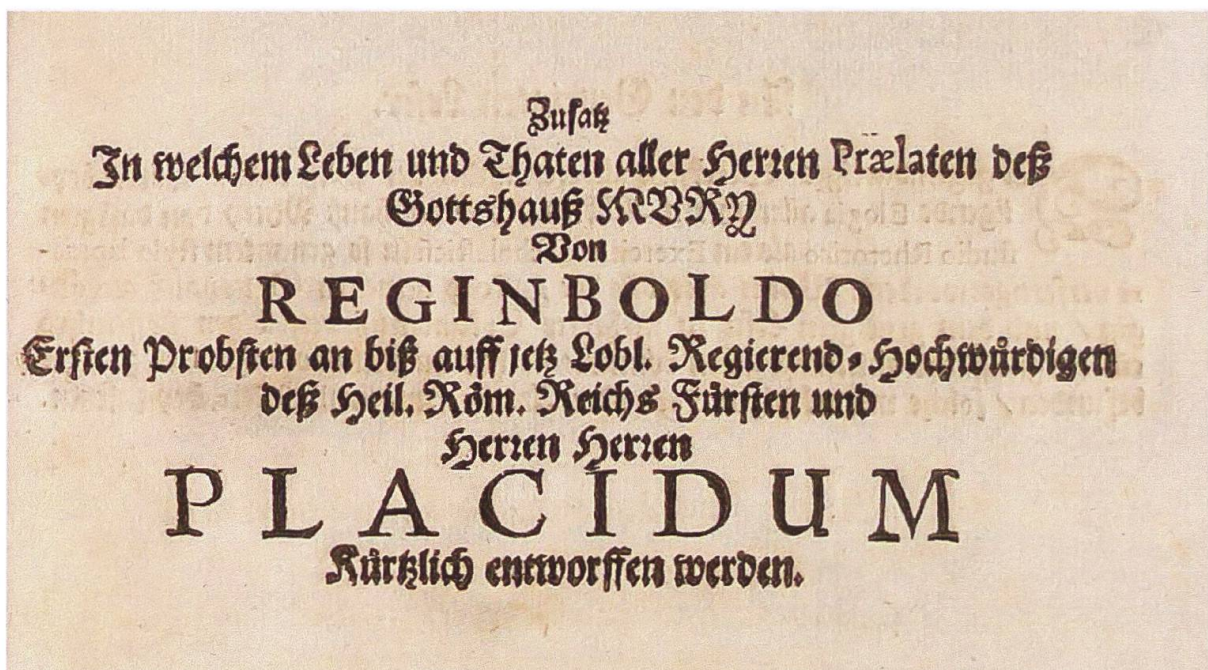 Zusatz
In welchem Leben und Thaten aller Herren Prælaten deß
Gottshauß MVRY
Von
REGINBOLDO
Ersten Probsten an biß auff jetz Lobl. Regierend-Hochwürdigen
deß Heil. Röm. Reichs Fürsten und
Herren Herren
PLACIDUM
Kürtzlich entworffen werden.